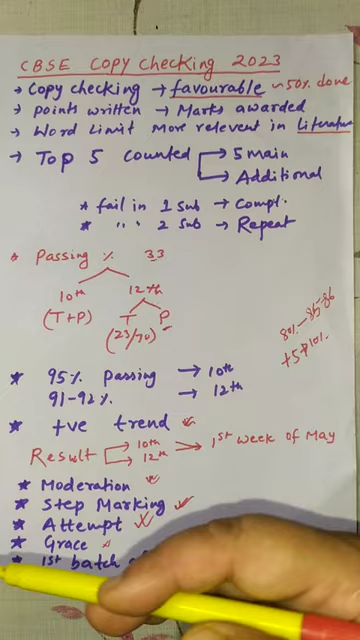 CBSE Copy Checking 2023
→ Copy checking → favourable ~50% done
→ points written → Marks awarded
→ Word Limit More relevent in Literature
→ Top 5 counted → 5 main
→ Additional
* fail in 1 sub → Compt.
* " " 2 sub → Repeat
* Passing % 33
10th 12th
(T+P) T P
(23/70)
80% - 85-86
+5 % 10%
* 95% Passing → 10th
91-92% → 12th
* +ve trend
Result → 10th → 12th → 1st week of May
* Moderation
* Step Marking
* Attempt
* Grace
* 1st batch